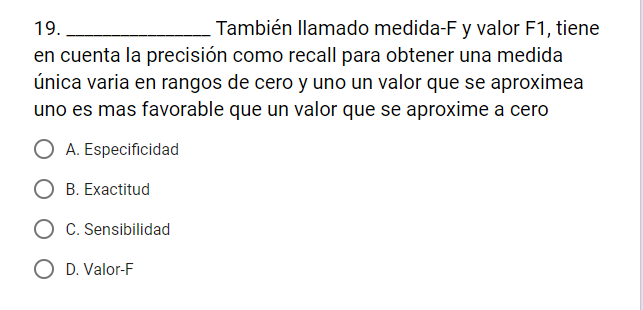 19. ________________ También llamado medida-F y valor F1, tiene
en cuenta la precisión como recall para obtener una medida
única varia en rangos de cero y uno un valor que se aproximea
uno es mas favorable que un valor que se aproxime a cero
A. Especificidad
B. Exactitud
C. Sensibilidad
D. Valor-F